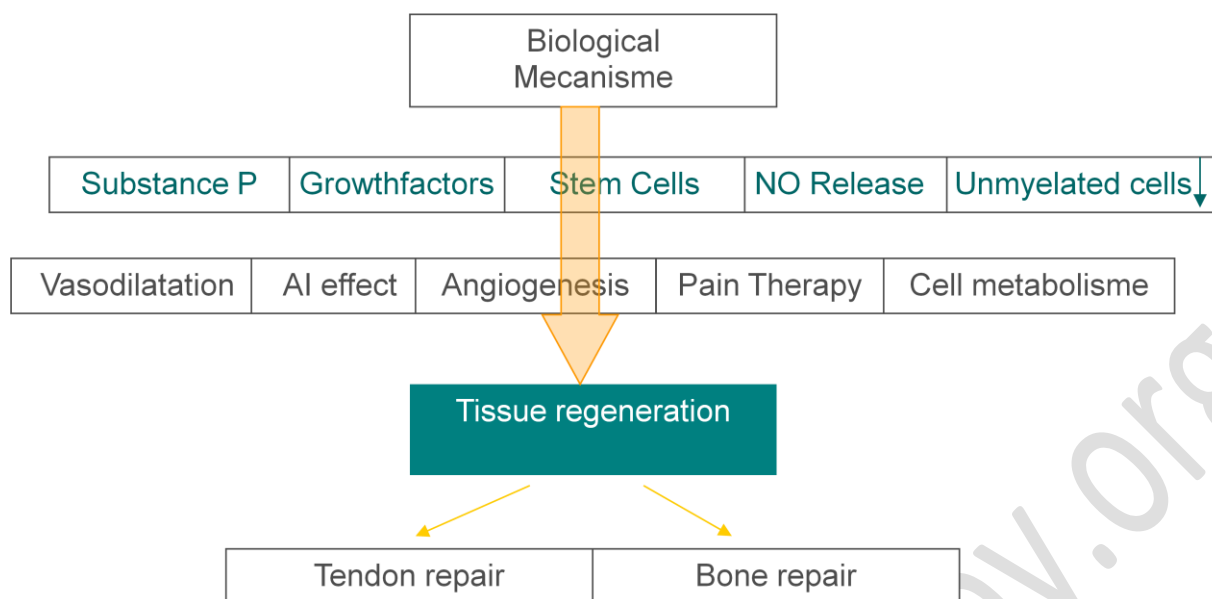 Biological
Mecanisme
Substance P Growthfactors Stem Cells NO Release Unmyelated cells
Vasodilatation AI effect Angiogenesis Pain Therapy Cell metabolisme
Tissue regeneration
Tendon repair Bone repair